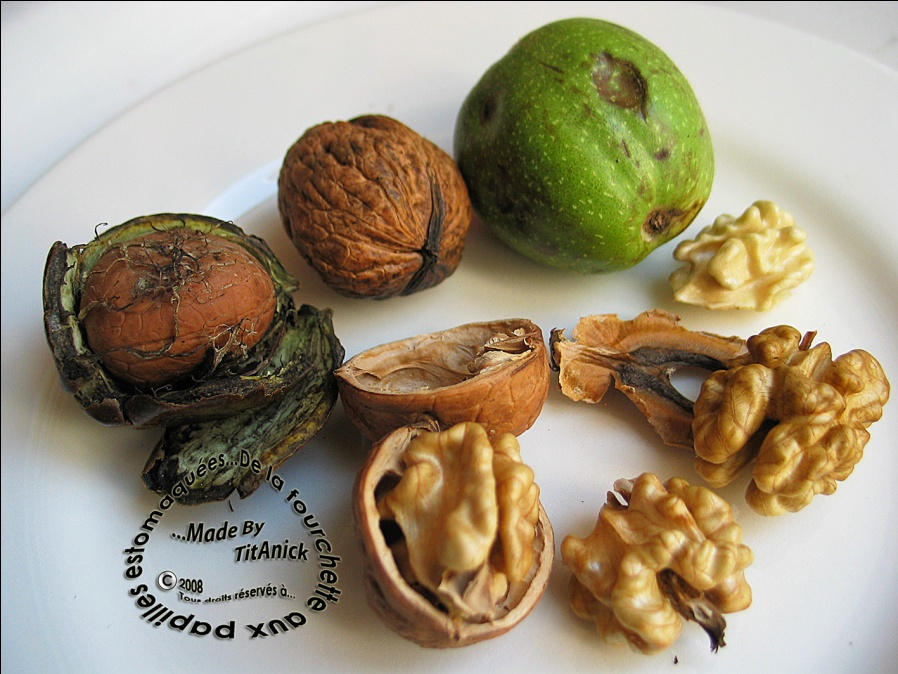 De la fourchette aux papilles estomaquées...
...Made By
TitAnick
© 2008
Tous droits réservés à...